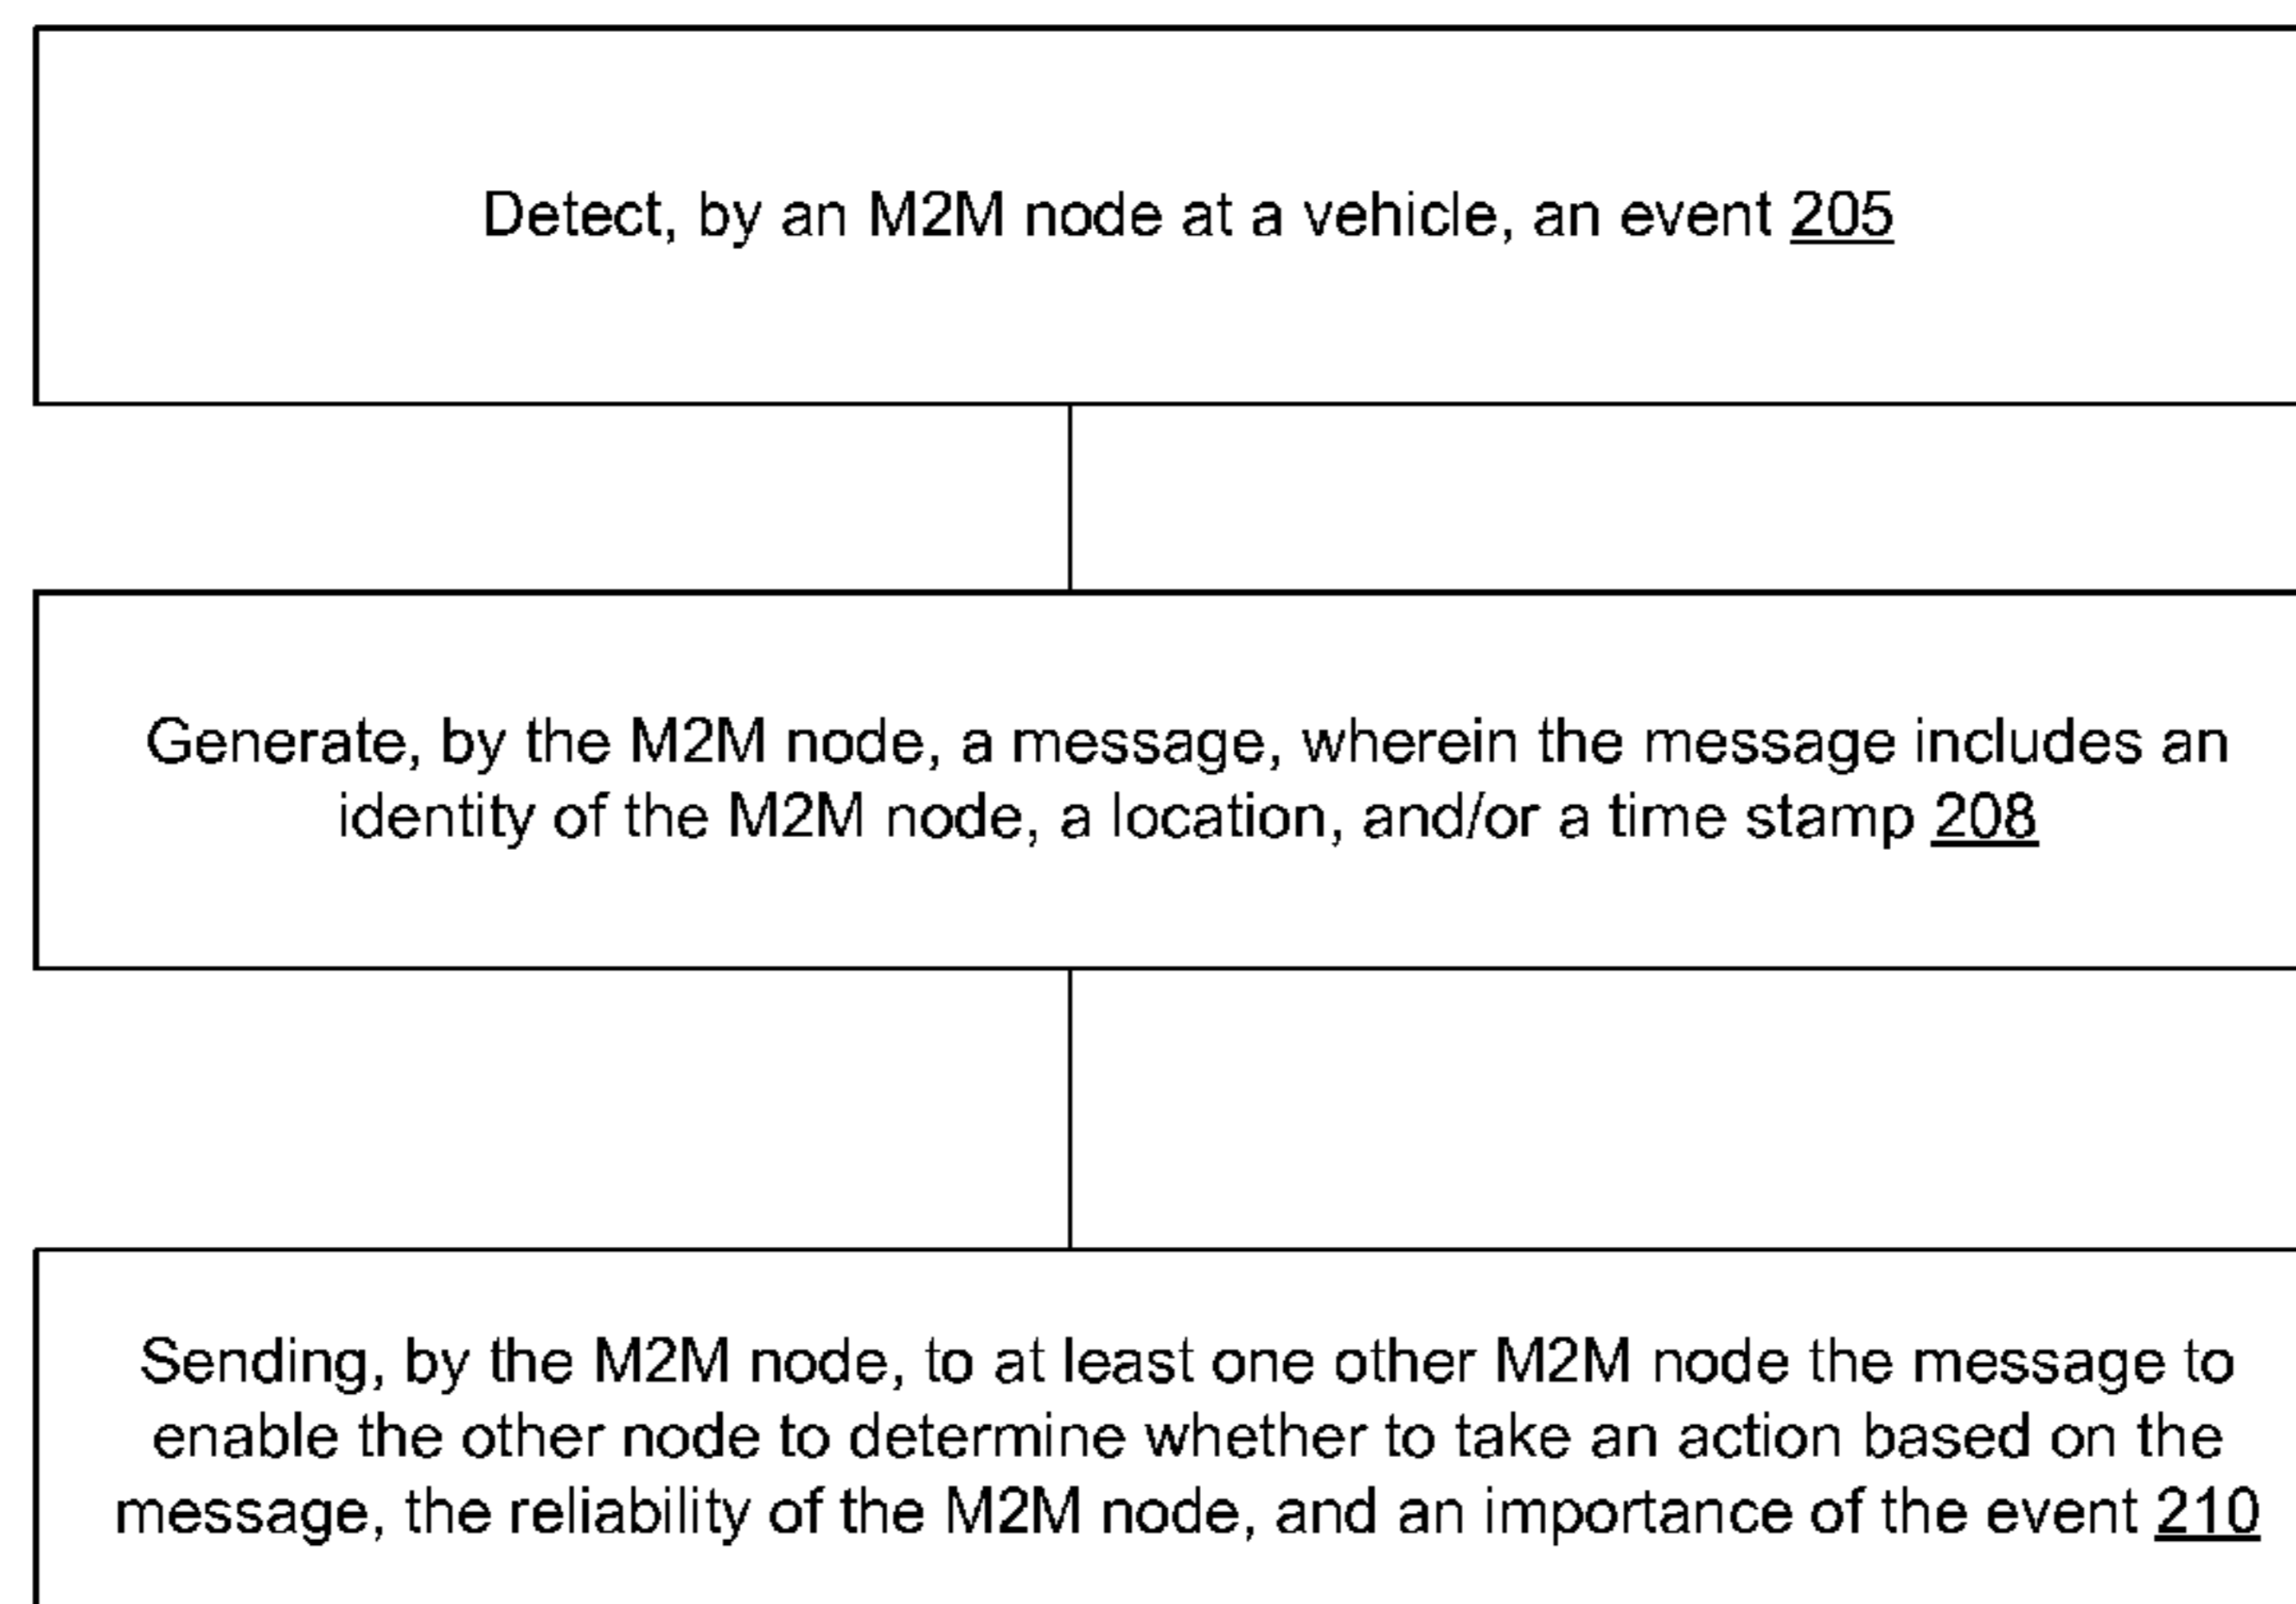 Detect, by an M2M node at a vehicle, an event 205
Generate, by the M2M node, a message, wherein the message includes an
identity of the M2M node, a location, and/or a time stamp 208
Sending, by the M2M node, to at least one other M2M node the message to
enable the other node to determine whether to take an action based on the
message, the reliability of the M2M node, and an importance of the event 210